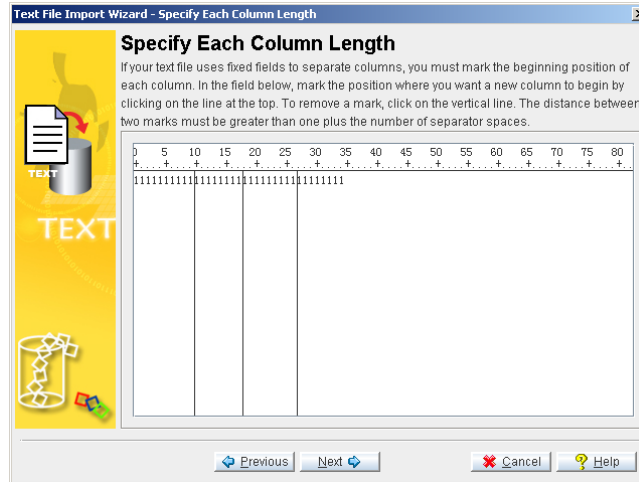 Text File Import Wizard - Specify Each Column Length
Specify Each Column Length
If your text file uses fixed fields to separate columns, you must mark the beginning position of
each column. In the field below, mark the position where you want a new column to begin by
clicking on the line at the top. To remove a mark, click on the vertical line. The distance between
two marks must be greater than one plus the number of separator spaces.
0 5 10 15 20 25 30 35 40 45 50 55 60 65 70 75 80
+....+....+....+....+....+....+....+....+....+....+....+....+....+....+....+....+..
11111111111111111111111111111111111
TEXT
TEXT
Previous Next Cancel Help